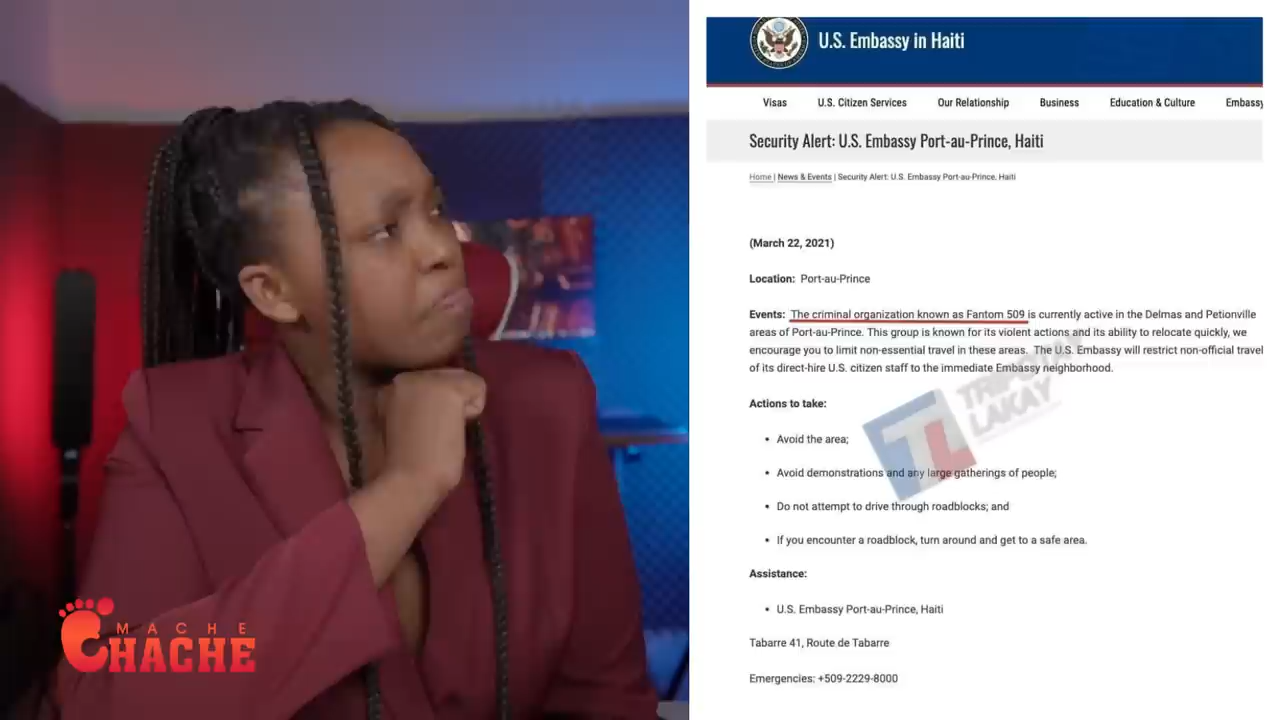 MACHE
CHACHE
U.S. Embassy in Haiti
Visas U.S. Citizen Services Our Relationship Business Education & Culture Embassy
Security Alert: U.S. Embassy Port-au-Prince, Haiti
Home | News & Events | Security Alert: U.S. Embassy Port-au-Prince, Haiti
(March 22, 2021)
Location: Port-au-Prince
Events: The criminal organization known as Fantom 509 is currently active in the Delmas and Petionville
areas of Port-au-Prince. This group is known for its violent actions and its ability to relocate quickly, we
encourage you to limit non-essential travel in these areas. The U.S. Embassy will restrict non-official travel
of its direct-hire U.S. citizen staff to the immediate Embassy neighborhood.
TL TRIPOTAY
LAKAY
Actions to take:
• Avoid the area;
• Avoid demonstrations and any large gatherings of people;
• Do not attempt to drive through roadblocks; and
• If you encounter a roadblock, turn around and get to a safe area.
Assistance:
• U.S. Embassy Port-au-Prince, Haiti
Tabarre 41, Route de Tabarre
Emergencies: +509-2229-8000